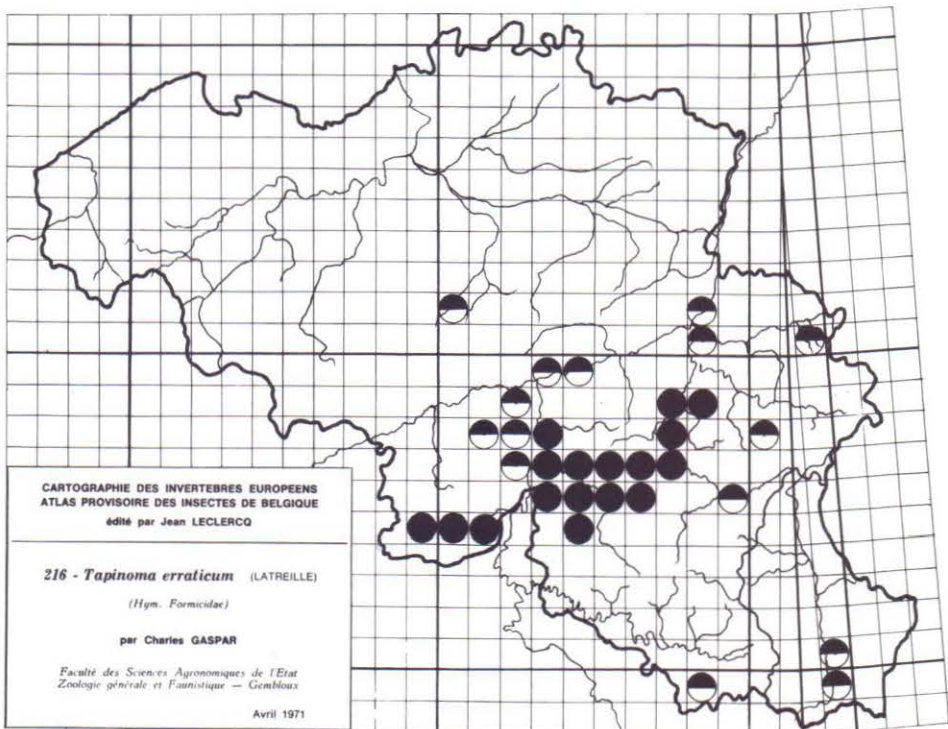 CARTOGRAPHIE DES INVERTEBRES EUROPEENS
ATLAS PROVISOIRE DES INSECTES DE BELGIQUE
édité par Jean LECLERCQ
216 - Tapinoma erraticum (LATREILLE)
(Hym. Formicidae)
par Charles GASPAR
Faculté des Sciences Agronomiques de l'Etat
Zoologie générale et Faunistique — Gembloux
Avril 1971